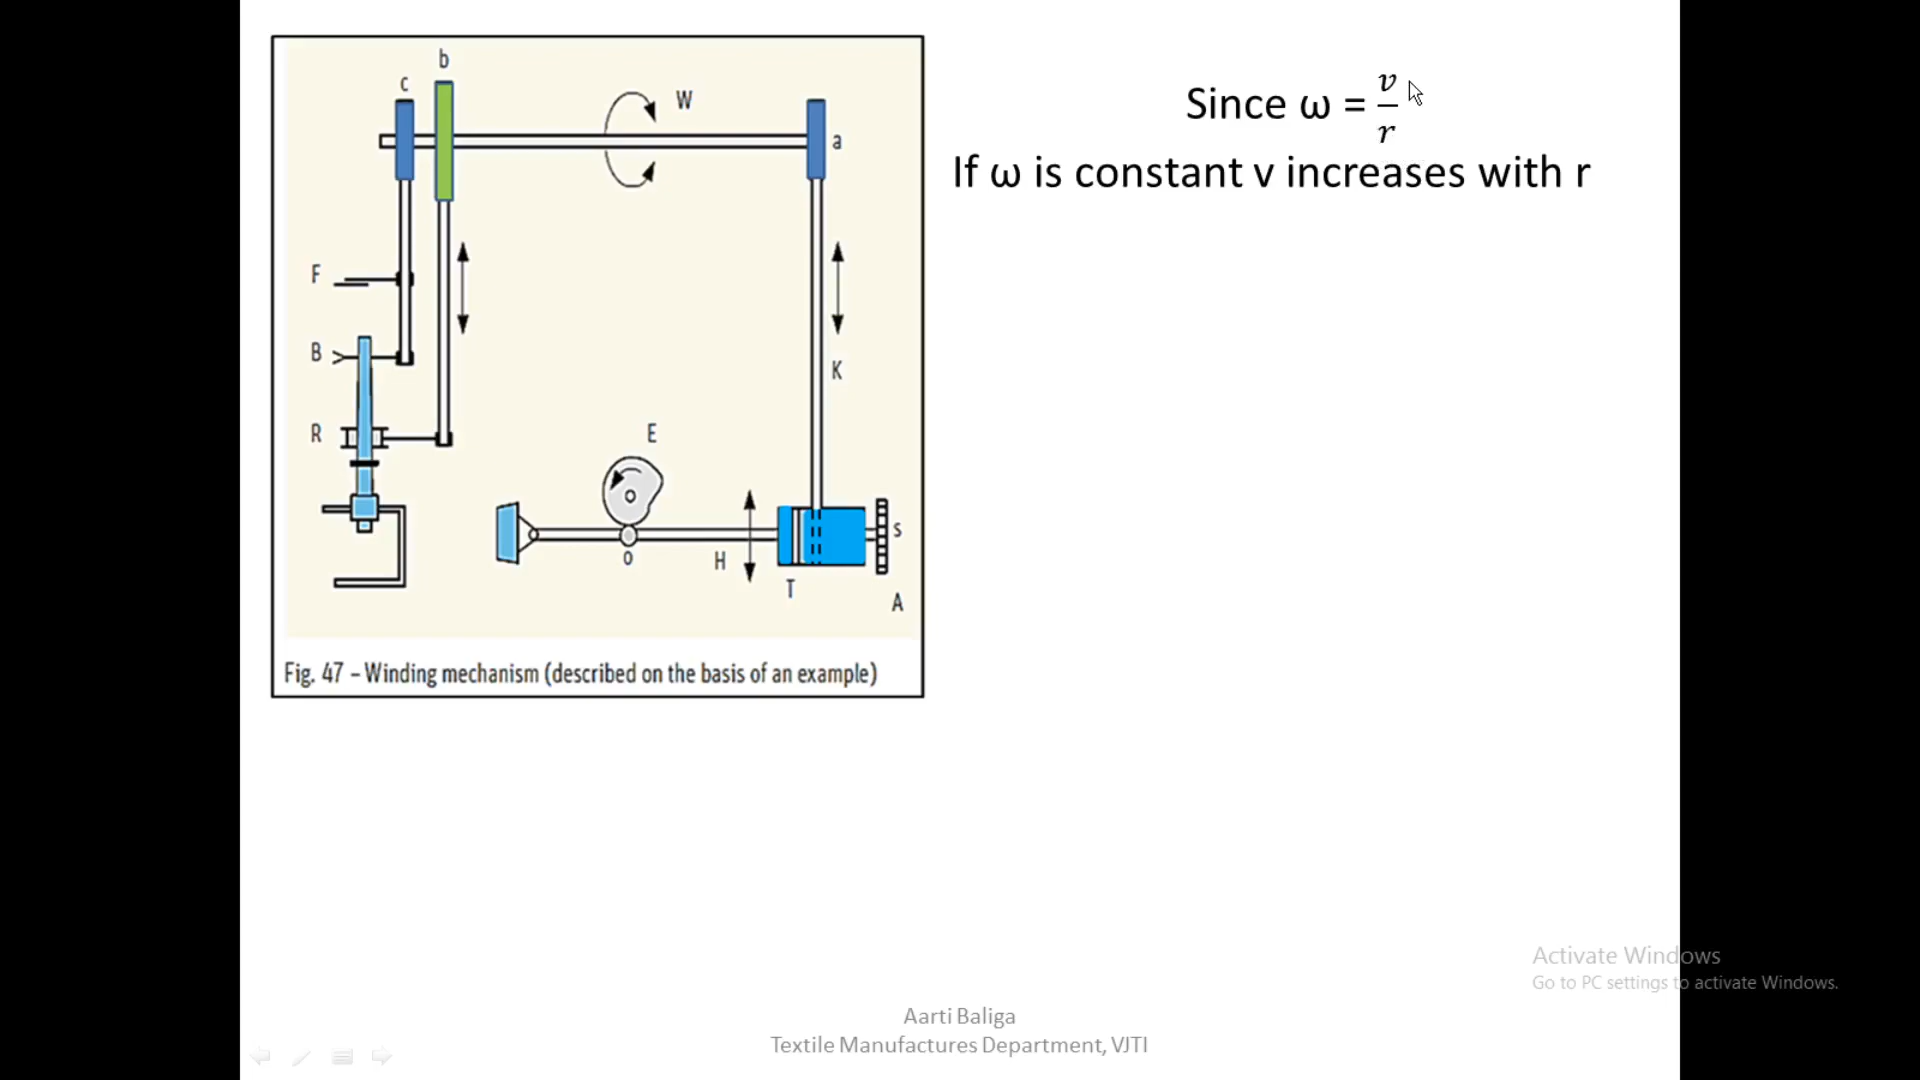 b
c
W
a
F
B
K
R
E
s
o
H
T
A
Fig. 47 – Winding mechanism (described on the basis of an example)
Since ω = v/r
If ω is constant v increases with r
Activate Windows
Go to PC settings to activate Windows.
Aarti Baliga
Textile Manufactures Department, VJTI